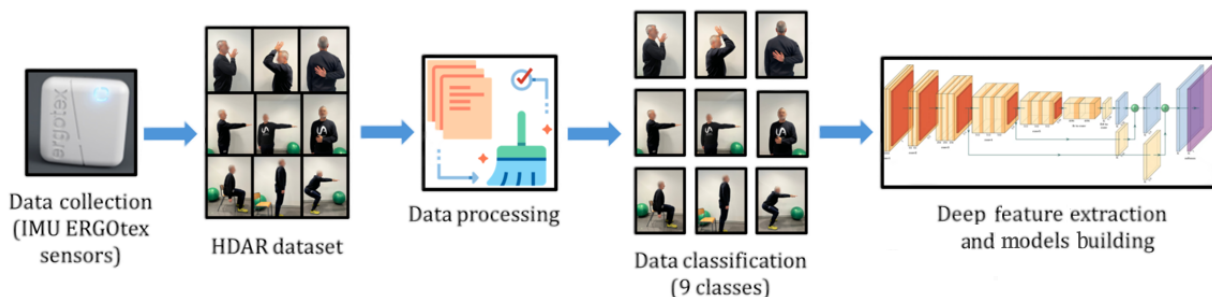 ergotex
Data collection
(IMU ERGOtex
sensors)
HDAR dataset
Data processing
Data classification
(9 classes)
Deep feature extraction
and models building